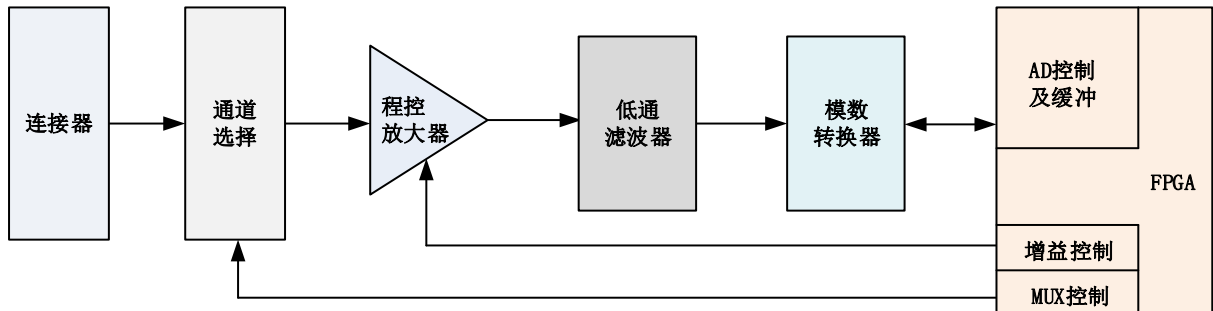 连接器
通道
选择
程控
放大器
低通
滤波器
模数
转换器
AD控制
及缓冲
FPGA
增益控制
MUX控制